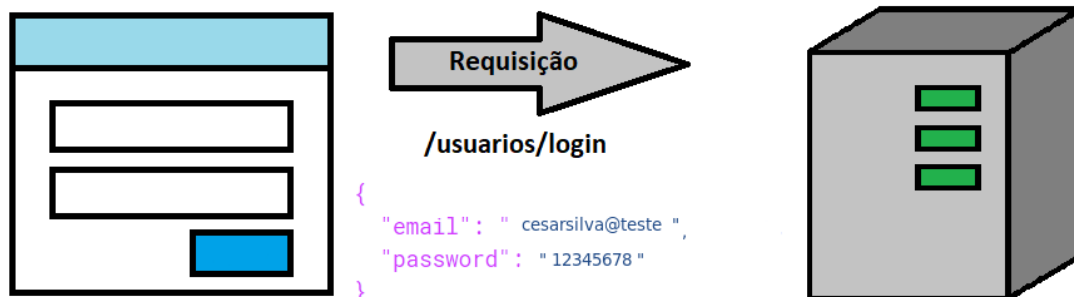 Requisição
/usuarios/login
{
"email": " cesarsilva@teste ",
"password": "12345678"
}